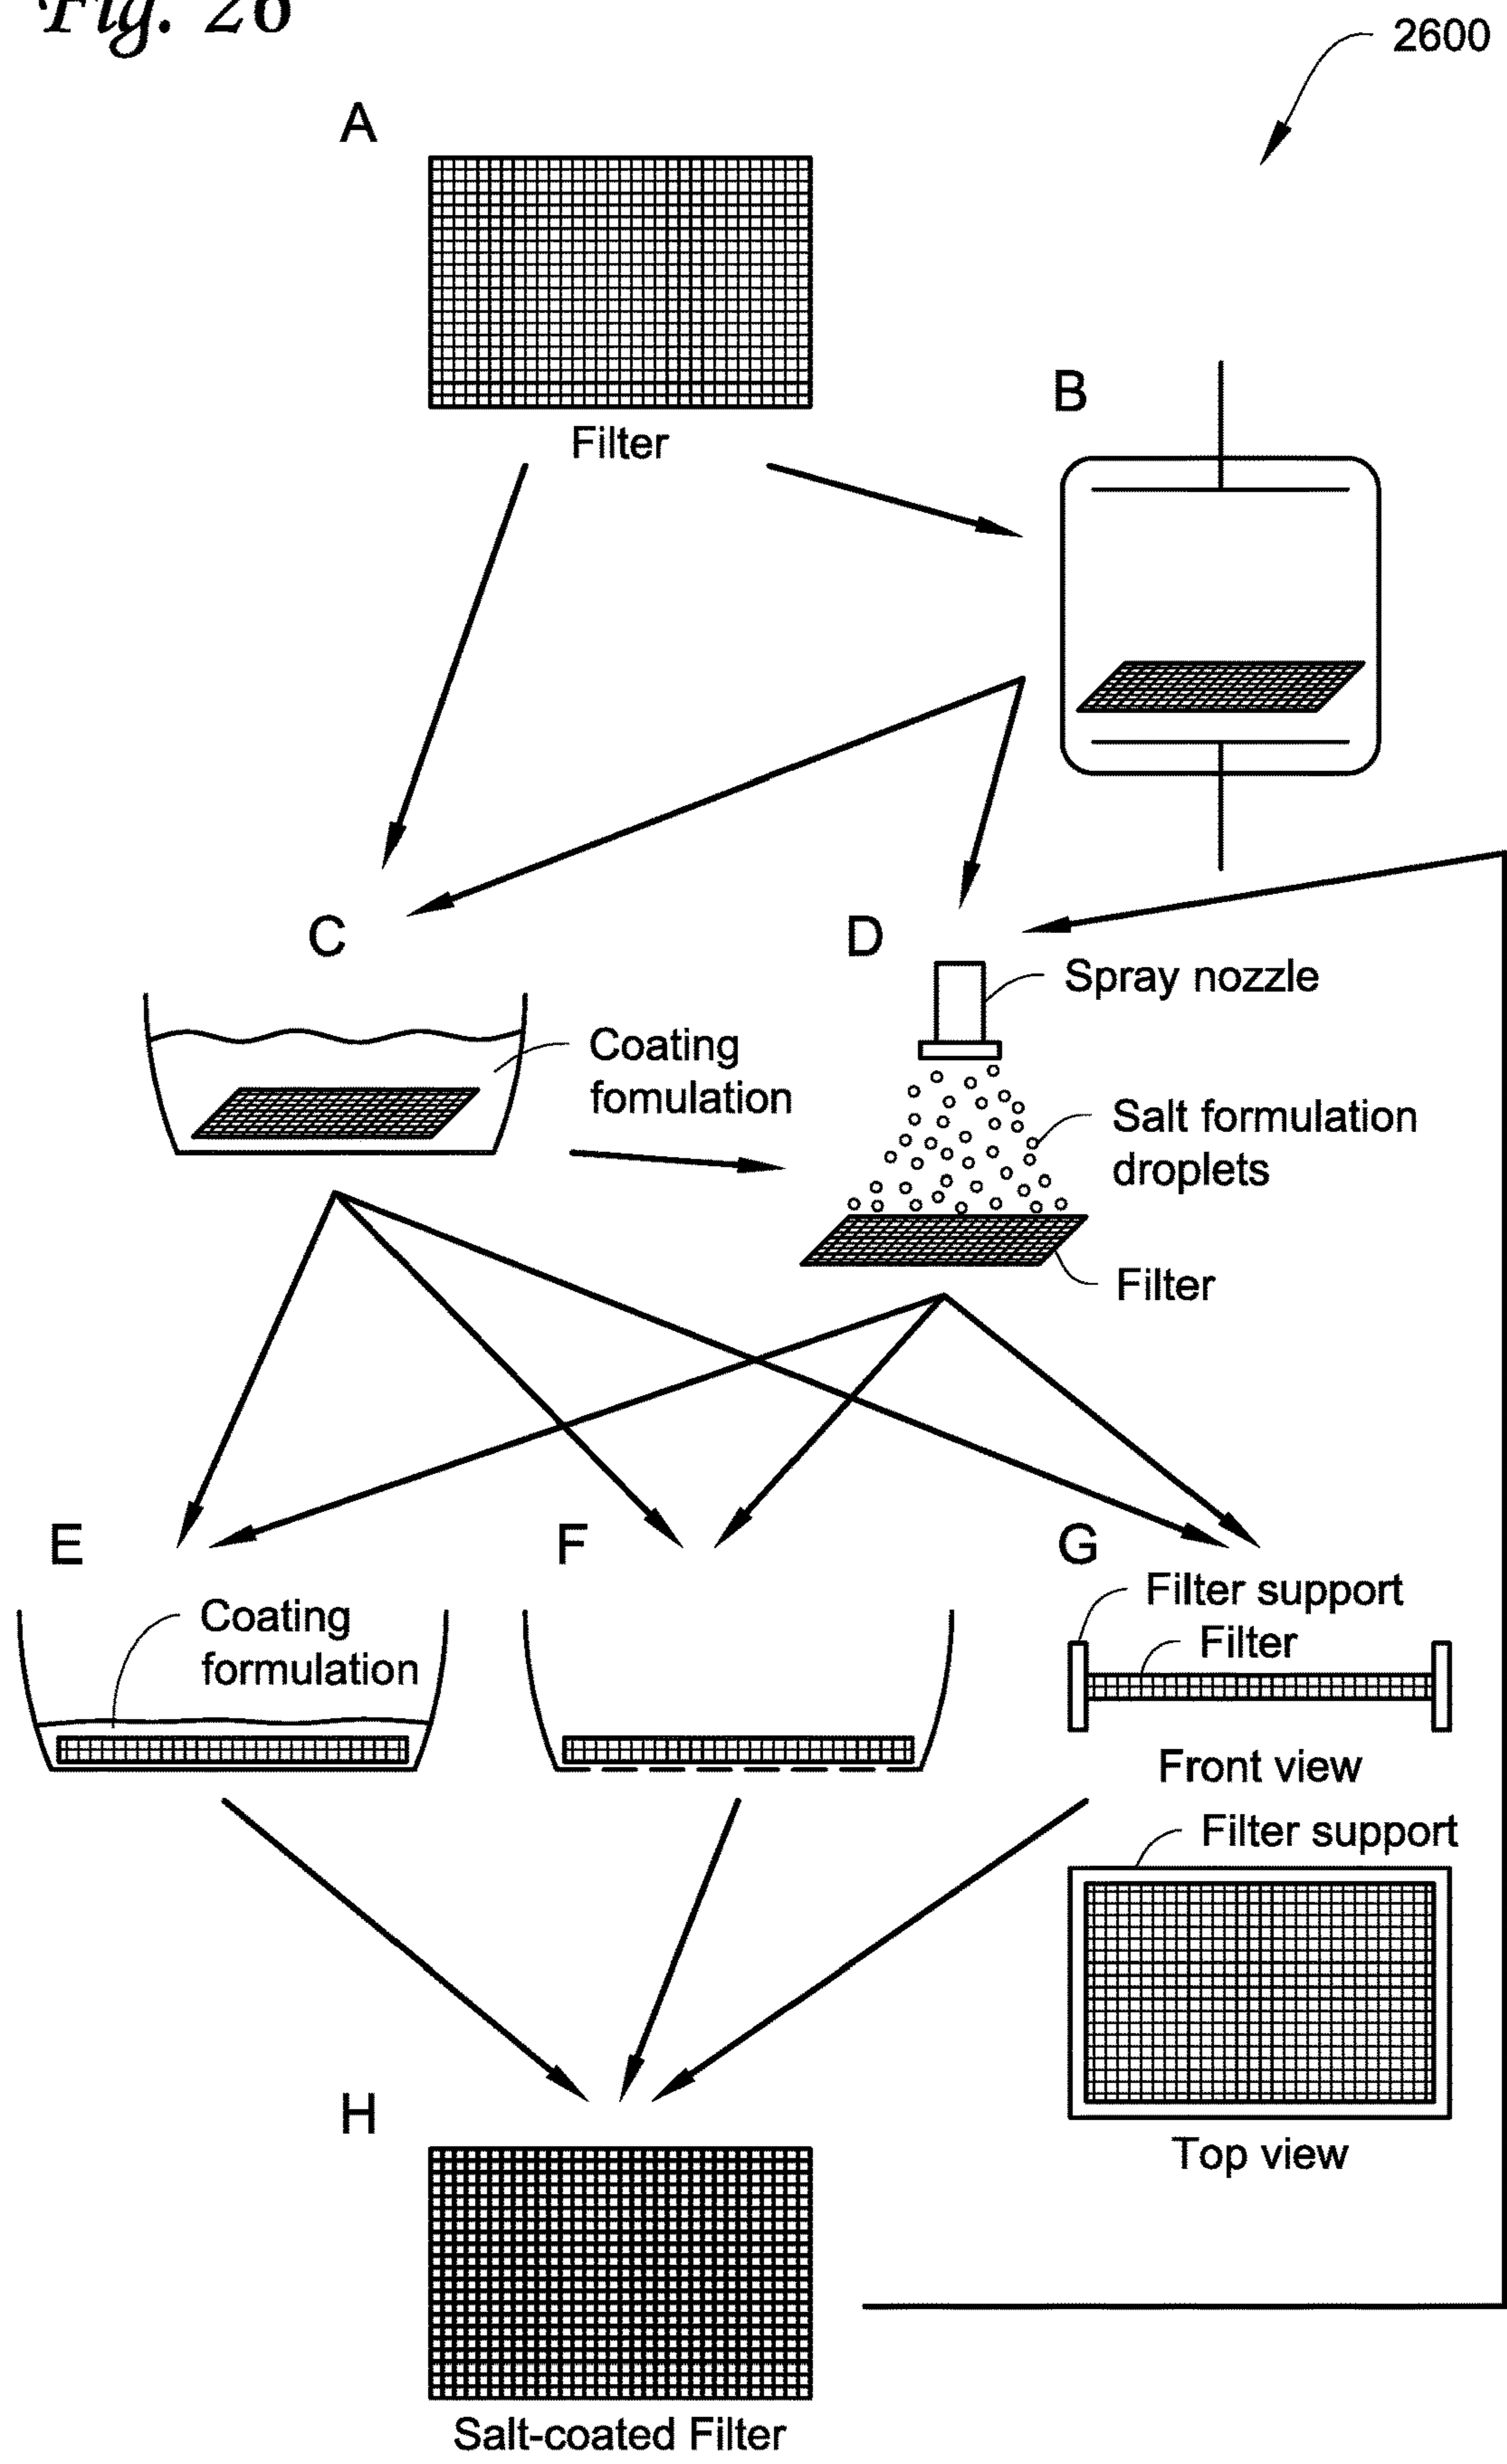 Fig. 26
2600
A
Filter
B
C
D
Spray nozzle
Coating
fomulation
Salt formulation
droplets
Filter
E
F
G
Coating
formulation
Filter support
Filter
Front view
Filter support
Top view
H
Salt-coated Filter